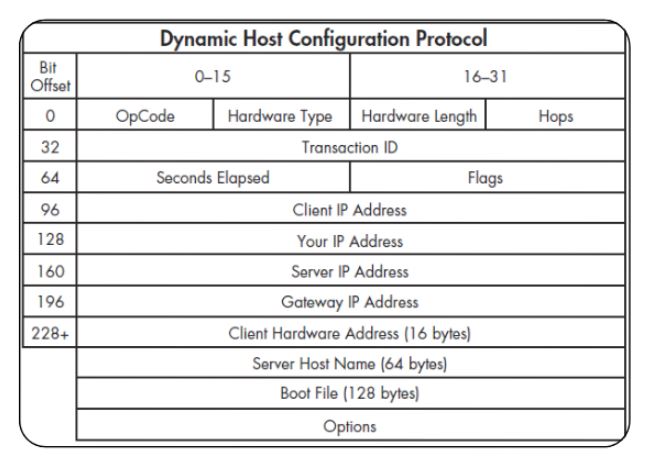 Dynamic Host Configuration Protocol
Bit Offset 0–15 16–31
0 OpCode Hardware Type Hardware Length Hops
32 Transaction ID
64 Seconds Elapsed Flags
96 Client IP Address
128 Your IP Address
160 Server IP Address
196 Gateway IP Address
228+ Client Hardware Address (16 bytes)
Server Host Name (64 bytes)
Boot File (128 bytes)
Options